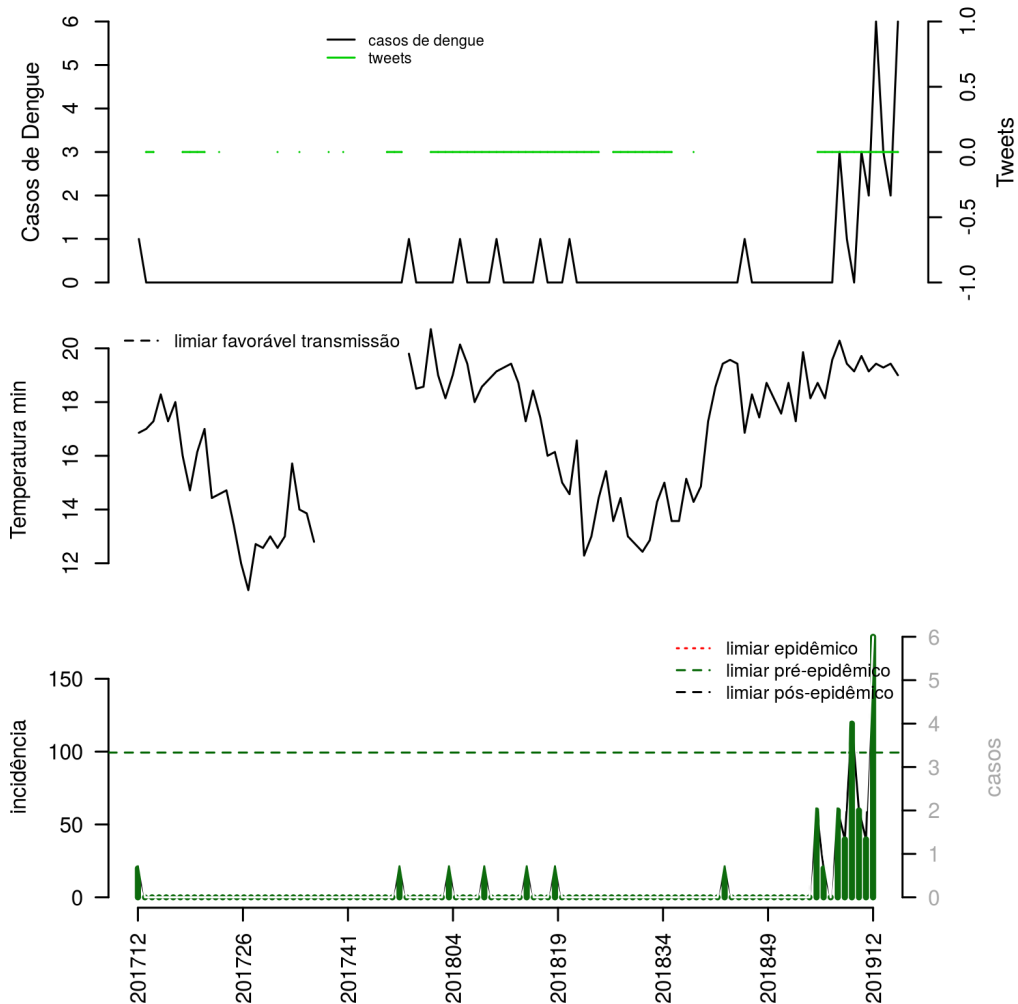 casos de dengue
tweets
Casos de Dengue
0 1 2 3 4 5 6
Tweets
-1.0 -0.5 0.0 0.5 1.0
limiar favorável transmissão
Temperatura min
12 14 16 18 20
limiar epidêmico
limiar pré-epidêmico
limiar pós-epidêmico
incidência
0 50 100 150
casos
0 1 2 3 4 5 6
201712 201726 201741 201804 201819 201834 201849 201912